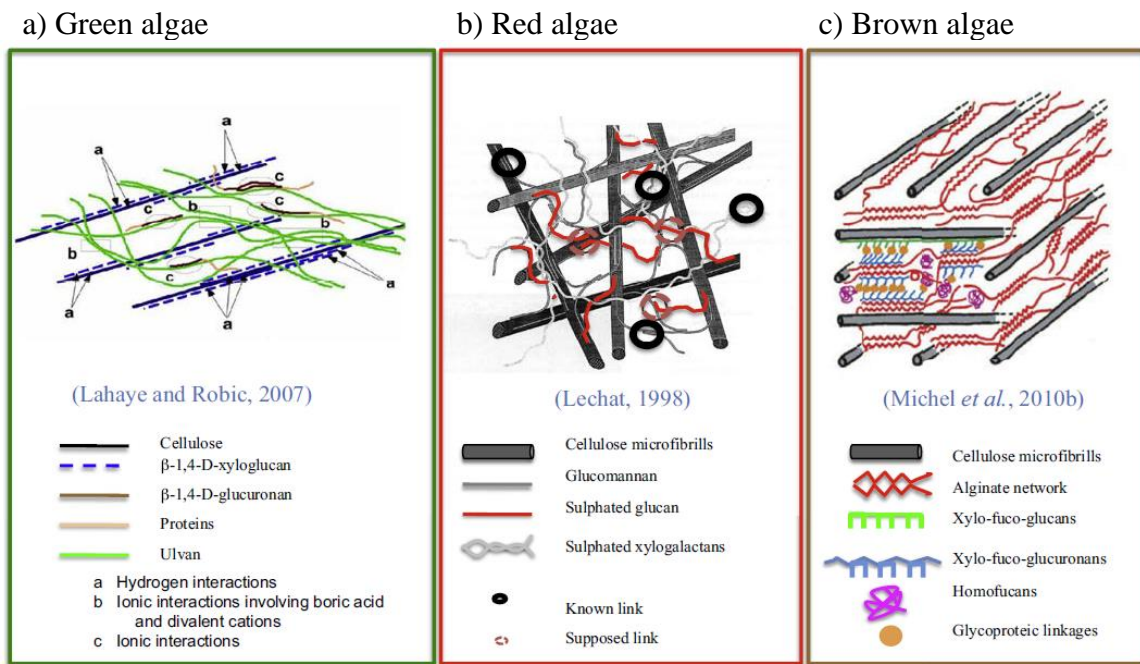 a) Green algae
b) Red algae
c) Brown algae
a
a
a
c
c
b
c
b
b
c
a
a
a
(Lahaye and Robic, 2007)
Cellulose
β-1,4-D-xyloglucan
β-1,4-D-glucuronan
Proteins
Ulvan
a Hydrogen interactions
b Ionic interactions involving boric acid
and divalent cations
c Ionic interactions
(Lechat, 1998)
Cellulose microfibrills
Glucomannan
Sulphated glucan
Sulphated xylogalactans
Known link
Supposed link
(Michel et al., 2010b)
Cellulose microfibrills
Alginate network
Xylo-fuco-glucans
Xylo-fuco-glucuronans
Homofucans
Glycoproteic linkages